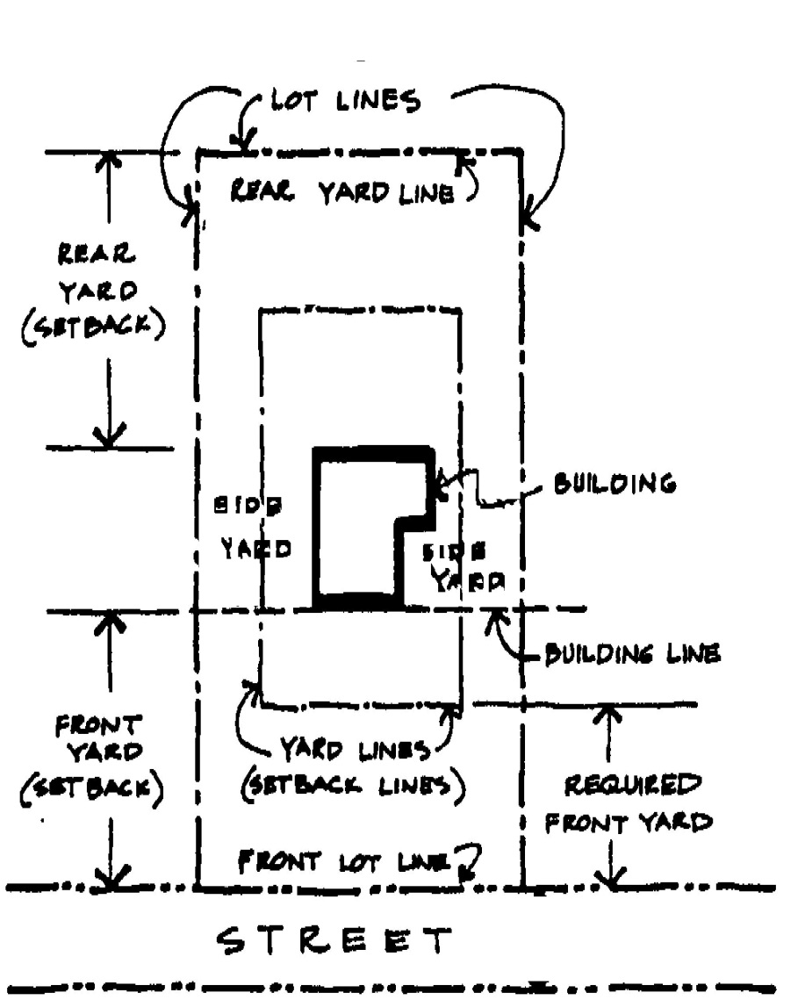 LOT LINES
REAR YARD LINE
REAR
YARD
(SETBACK)
BUILDING
SIDE
YARD
SIDE
YARD
BUILDING LINE
FRONT
YARD
(SETBACK)
YARD LINES
(SETBACK LINES)
REQUIRED
FRONT YARD
FRONT LOT LINE
STREET